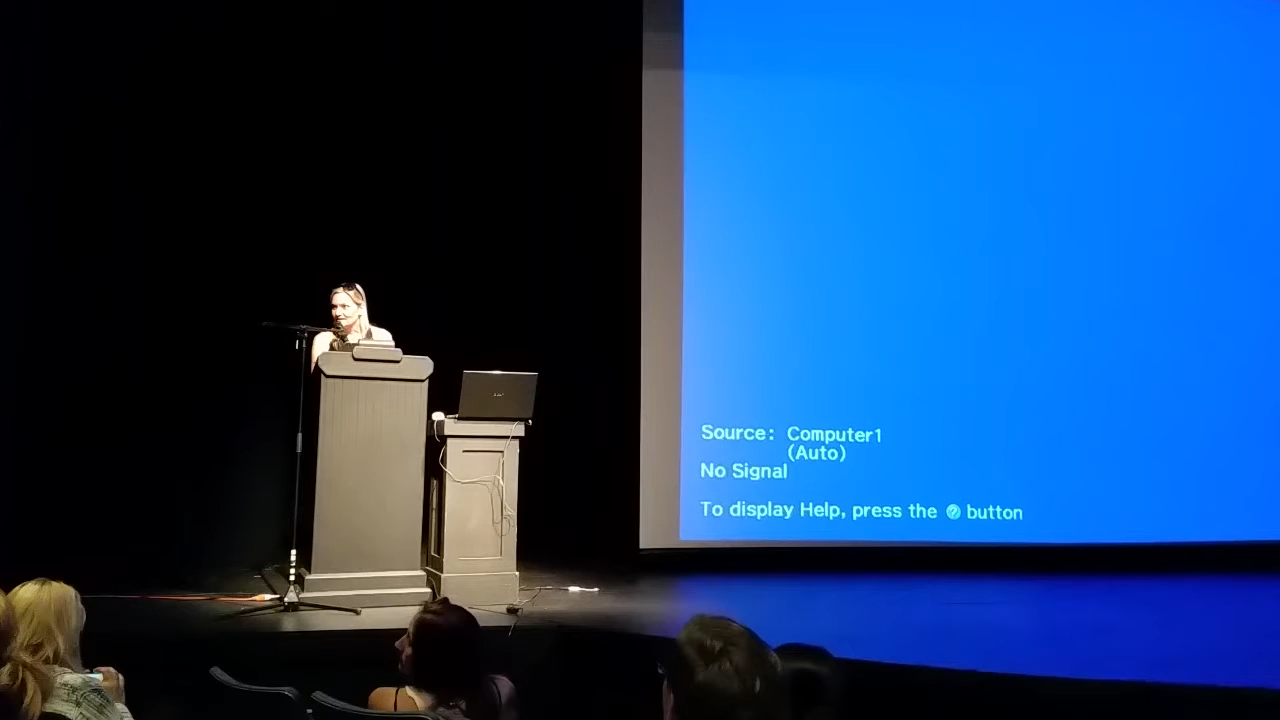 Source: Computer1
(Auto)
No Signal
To display Help, press the button